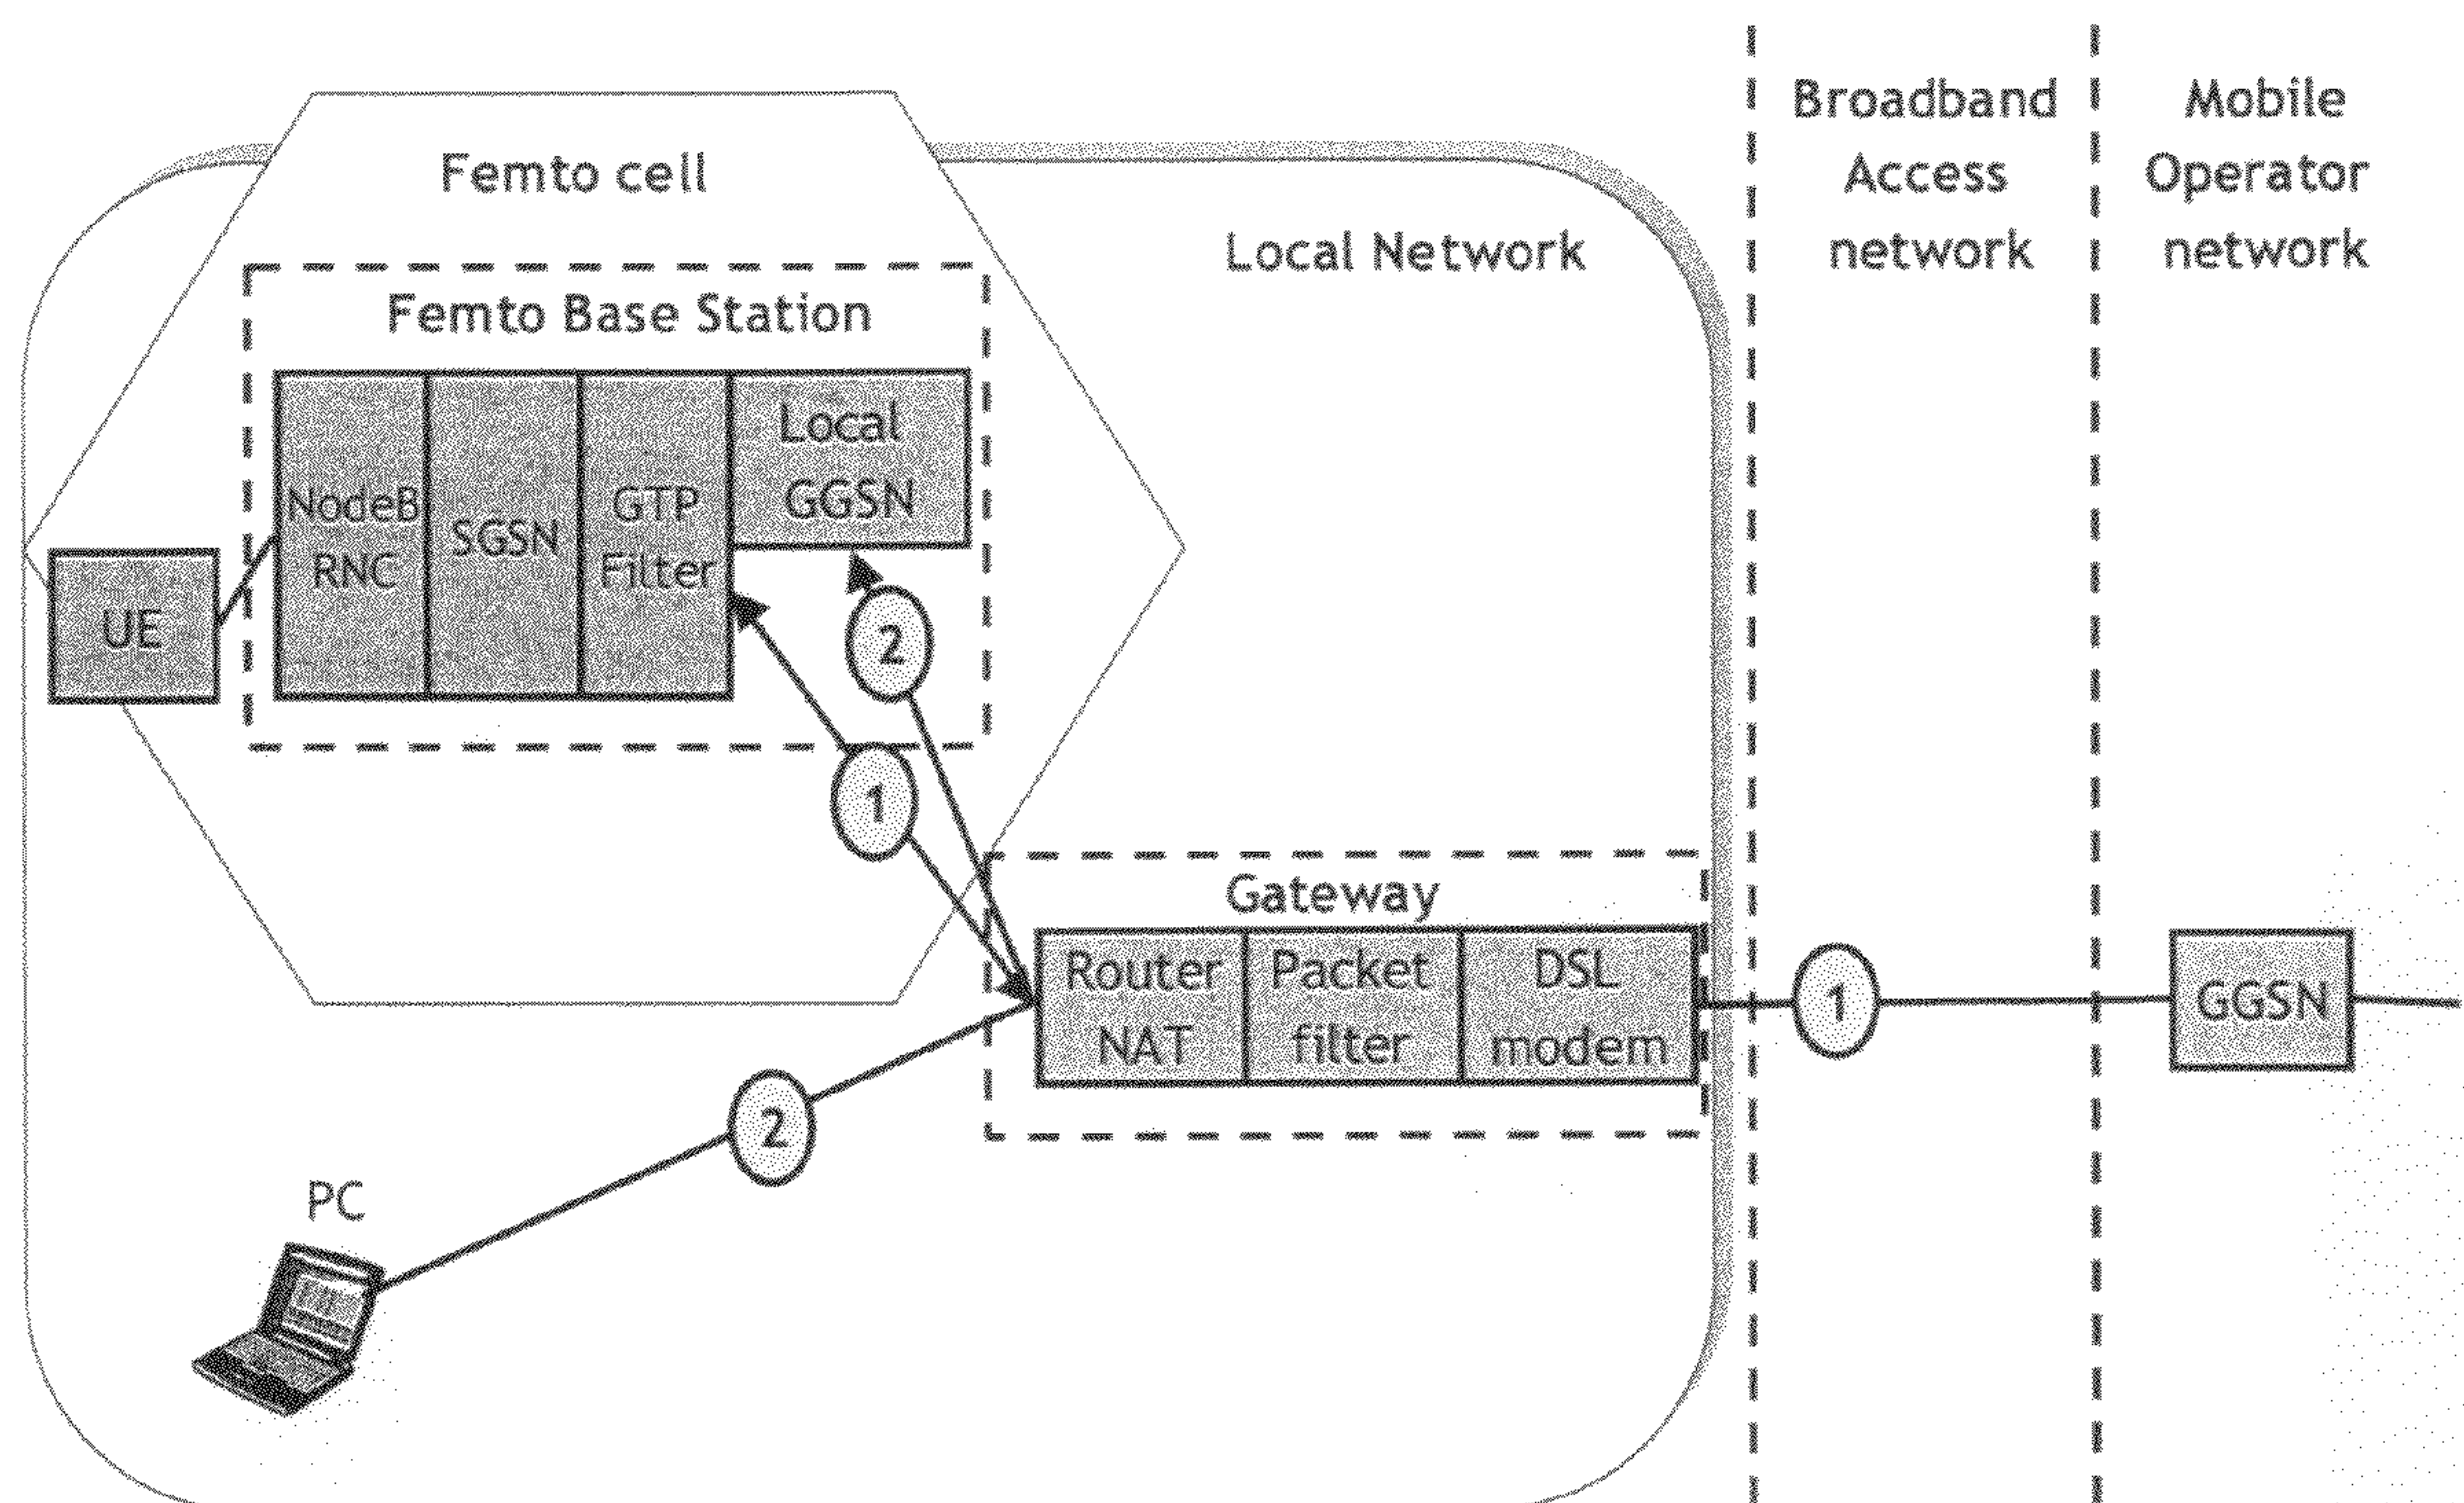 Femto cell
Local Network
Broadband
Access
network
Mobile
Operator
network
Femto Base Station
NodeB
RNC
SGSN
GTP
Filter
Local
GGSN
UE
2
1
Gateway
Router
NAT
Packet
filter
DSL
modem
1
GGSN
2
PC